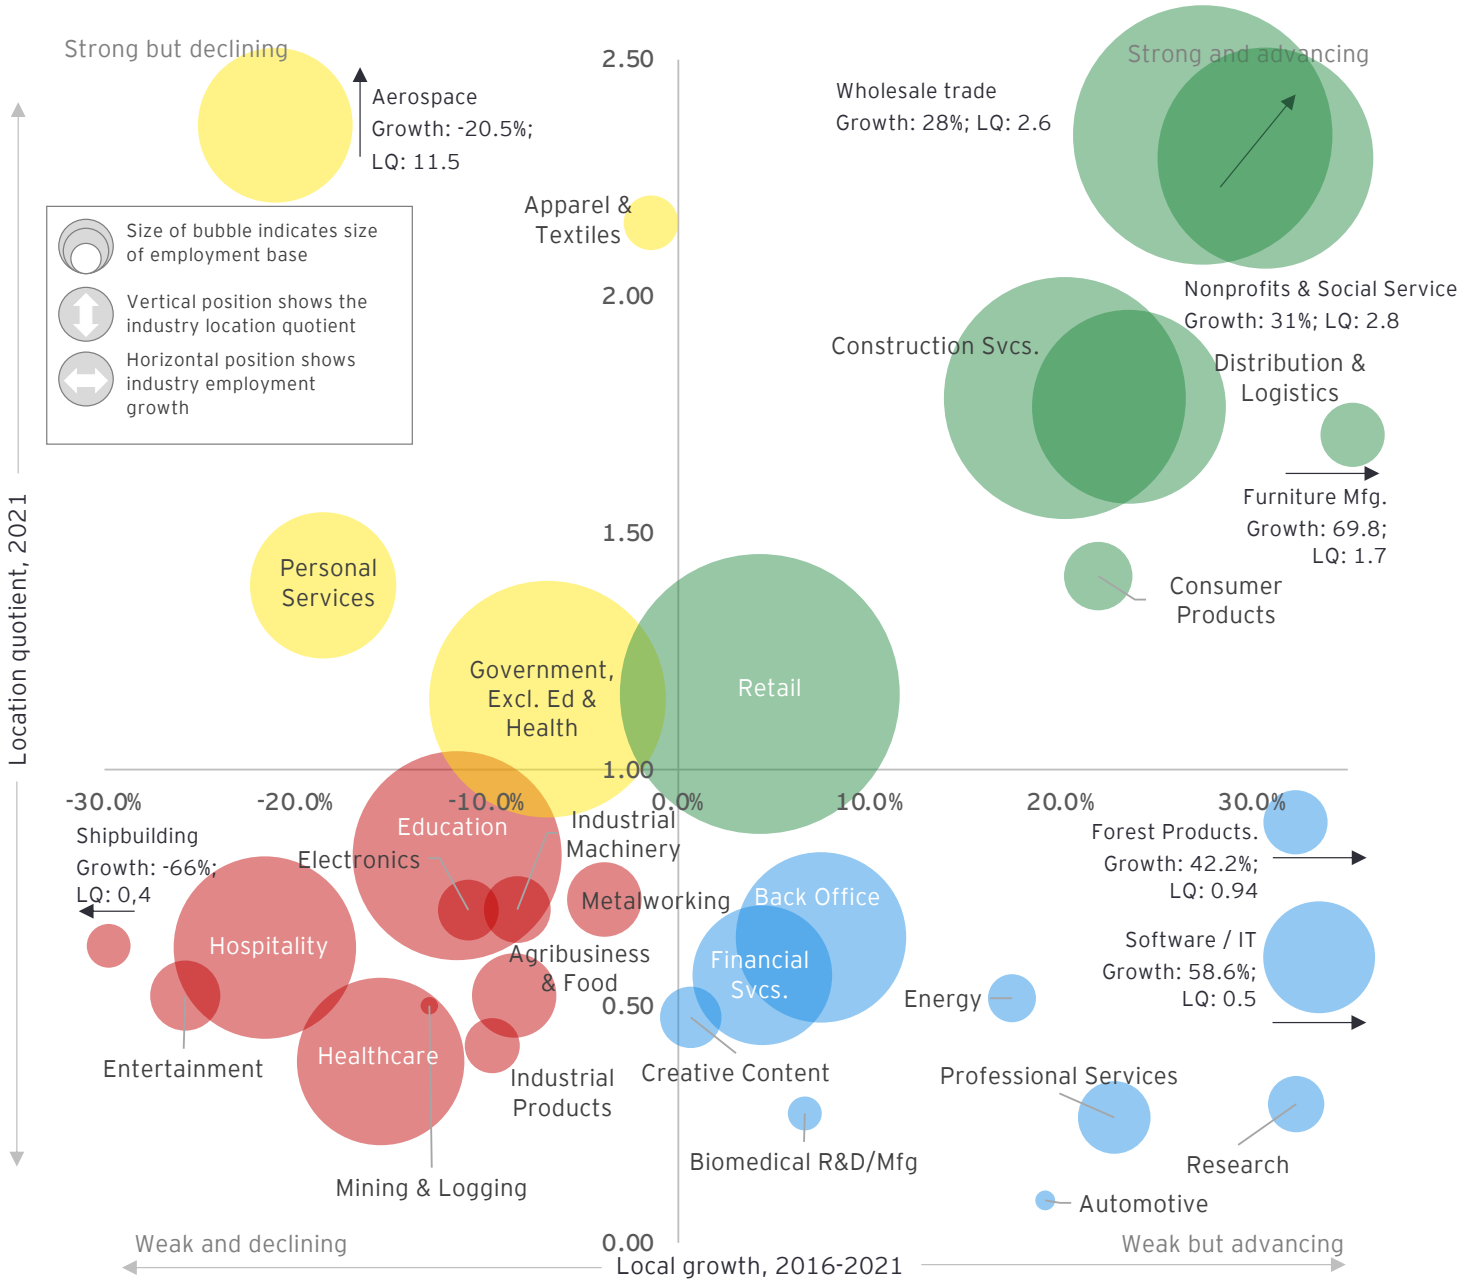 Strong but declining
Strong and advancing
2.50
Aerospace
Growth: -20.5%;
LQ: 11.5
Wholesale trade
Growth: 28%; LQ: 2.6
Apparel &
Textiles
Size of bubble indicates size
of employment base
Vertical position shows the
industry location quotient
Horizontal position shows
industry employment
growth
2.00
Nonprofits & Social Service
Growth: 31%; LQ: 2.8
Construction Svcs.
Distribution &
Logistics
Furniture Mfg.
Growth: 69.8;
LQ: 1.7
1.50
Personal
Services
Consumer
Products
Government,
Excl. Ed &
Health
Retail
Location quotient, 2021
1.00
-30.0%
-20.0%
-10.0%
0.0%
10.0%
20.0%
30.0%
Shipbuilding
Growth: -66%;
LQ: 0,4
Education
Industrial
Machinery
Electronics
Forest Products.
Growth: 42.2%;
LQ: 0.94
Metalworking
Back Office
Hospitality
Agribusiness
& Food
Financial
Svcs.
Software / IT
Growth: 58.6%;
LQ: 0.5
0.50
Energy
Entertainment
Healthcare
Industrial
Products
Creative Content
Professional Services
Biomedical R&D/Mfg
Research
Mining & Logging
Automotive
Weak and declining
0.00
Weak but advancing
Local growth, 2016-2021